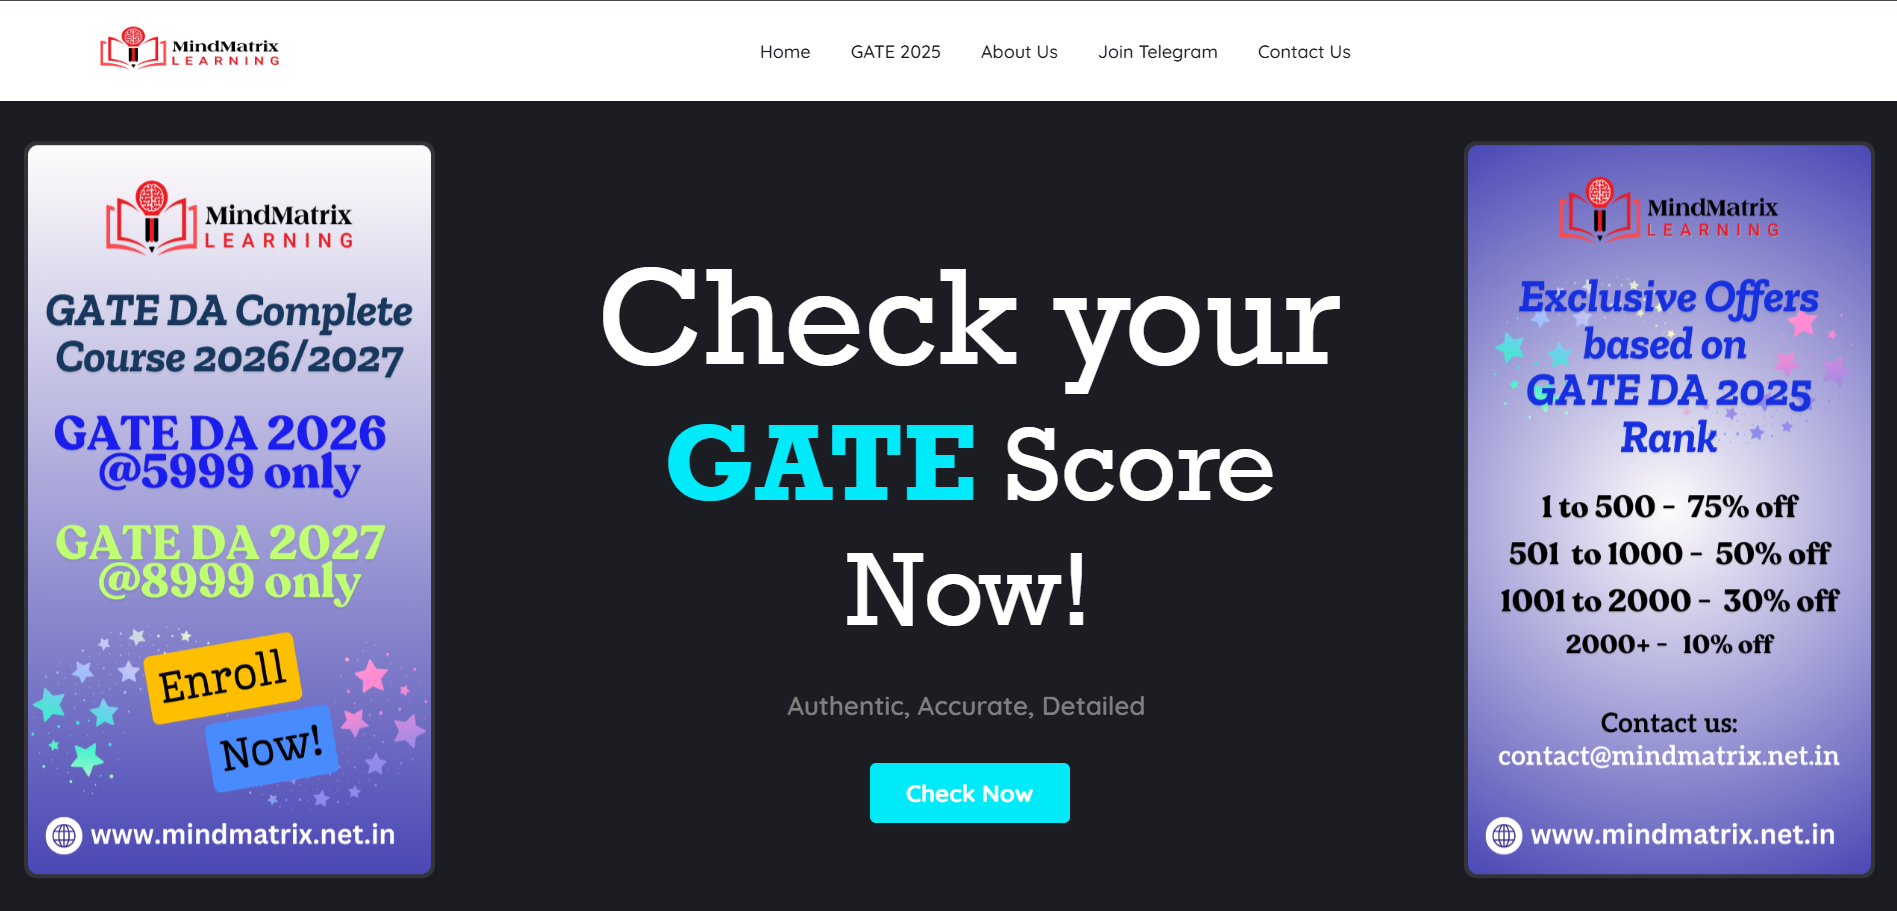 MindMatrix
LEARNING
Home
GATE 2025
About Us
Join Telegram
Contact Us
MindMatrix
LEARNING
GATE DA Complete
Course 2026/2027
GATE DA 2026
@5999 only
GATE DA 2027
@8999 only
Enroll
Now!
www.mindmatrix.net.in
Check your
GATE Score
Now!
Authentic, Accurate, Detailed
Check Now
MindMatrix
LEARNING
Exclusive Offers
based on
GATE DA 2025
Rank
1 to 500 - 75% off
501 to 1000 - 50% off
1001 to 2000 - 30% off
2000+ - 10% off
Contact us:
contact@mindmatrix.net.in
www.mindmatrix.net.in